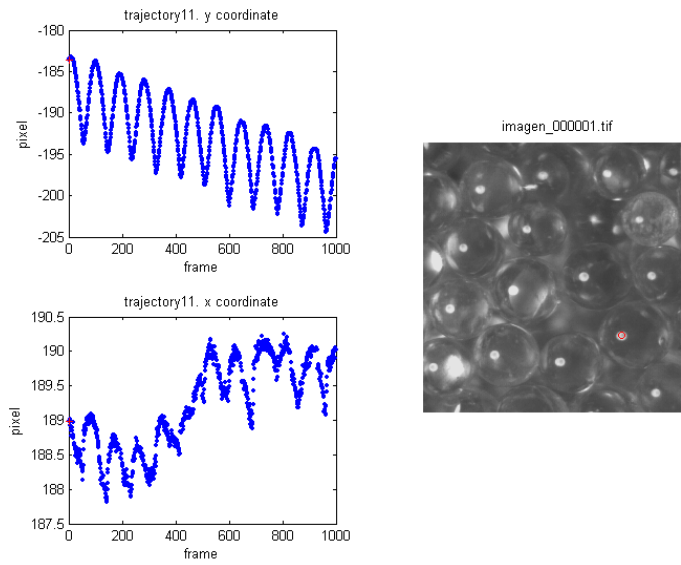 trajectory11. y coordinate
-180
-185
-190
-195
-200
-205
pixel
0 200 400 600 800 1000
frame
imagen_000001.tif
trajectory11. x coordinate
190.5
190
189.5
189
188.5
188
187.5
pixel
0 200 400 600 800 1000
frame